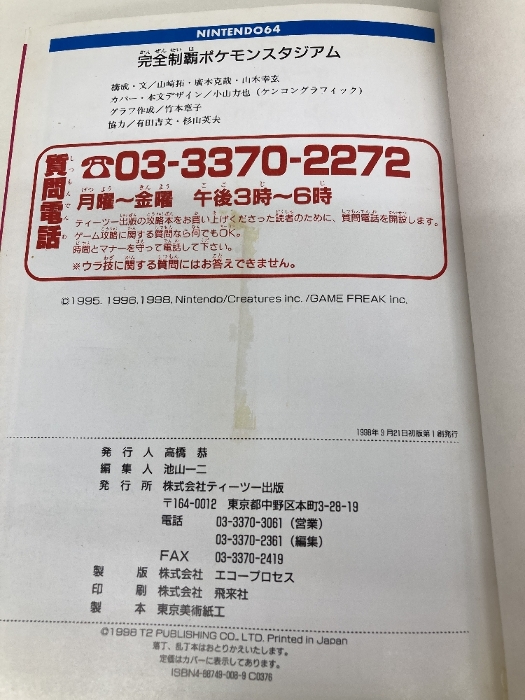 NINTENDO64
完全制覇ポケモンスタジアム
構成・文／山崎拓・廣木克哉・山木幸玄
カバー・本文デザイン／小山力也（ケンコングラフィック）
グラフ作成／竹本恵子
協力／有田吉文・杉山英夫
質問電話
☎03-3370-2272
月曜〜金曜 午後3時〜6時
ティーツー出版の攻略本をお買い上げくださった読者のために、質問電話を開設します。
ゲーム攻略に関する質問なら何でもOK。
時間とマナーを守って電話して下さい。
※ウラ技に関する質問にはお答えできません。
©1995. 1996.1998. Nintendo/Creatures inc. /GAME FREAK inc.
1998年9月21日初版第1刷発行
発行人 高橋 恭
編集人 池山一二
発行所 株式会社ティーツー出版
〒164-0012 東京都中野区本町3-28-19
電話 03-3370-3061（営業）
03-3370-2361（編集）
FAX 03-3370-2419
製版 株式会社 エコープロセス
印刷 株式会社 飛来社
製本 東京美術紙工
©1998 T2 PUBLISHING CO., LTD. Printed in Japan
落丁、乱丁本はおとりかえいたします。
定価はカバーに表示してあります。
ISBN4-88749-008-9 C0376